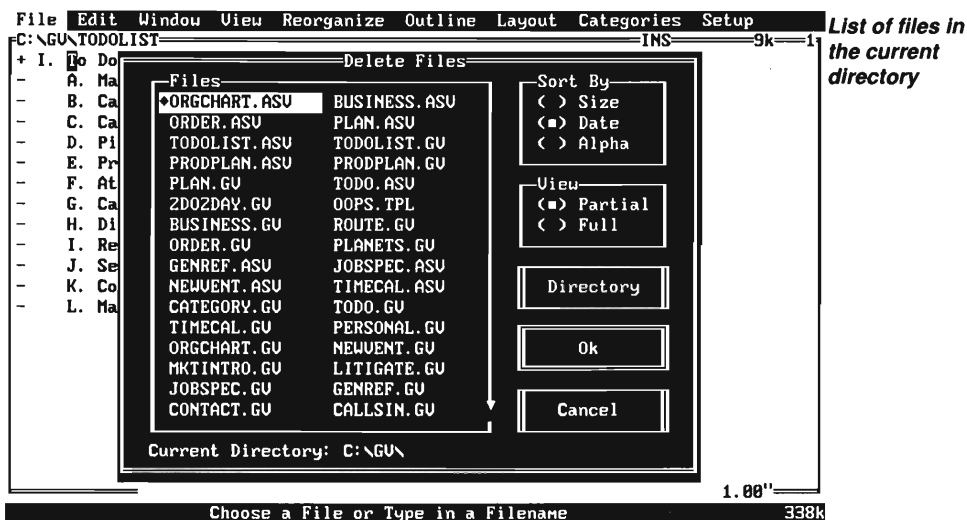 File Edit Window View Reorganize Outline Layout Categories Setup
C:\GV\TODOLIST INS 9k 1
List of files in
the current
directory
+ I. To Do
- A. Ma
- B. Ca
- C. Ca
- D. Pi
- E. Pr
- F. At
- G. Ca
- H. Di
- I. Re
- J. Se
- K. Co
- L. Ma
Delete Files
Files
♦ORGCHART.ASV BUSINESS.ASV
ORDER.ASV PLAN.ASV
TODOLIST.ASV TODOLIST.GV
PRODPLAN.ASV PRODPLAN.GV
PLAN.GV TODO.ASV
2DO2DAY.GV OOPS.TPL
BUSINESS.GV ROUTE.GV
ORDER.GV PLANETS.GV
GENREF.ASV JOBSPEC.ASV
NEWVENT.ASV TIMECAL.ASV
CATEGORY.GV TODO.GV
TIMECAL.GV PERSONAL.GV
ORGCHART.GV NEWVENT.GV
MKTINTRO.GV LITIGATE.GV
JOBSPEC.GV GENREF.GV
CONTACT.GV CALLSIN.GV
Sort By
( ) Size
(■) Date
( ) Alpha
View
(■) Partial
( ) Full
Directory
Ok
Cancel
Current Directory: C:\GV\
1.00"
Choose a File or Type in a Filename 338k